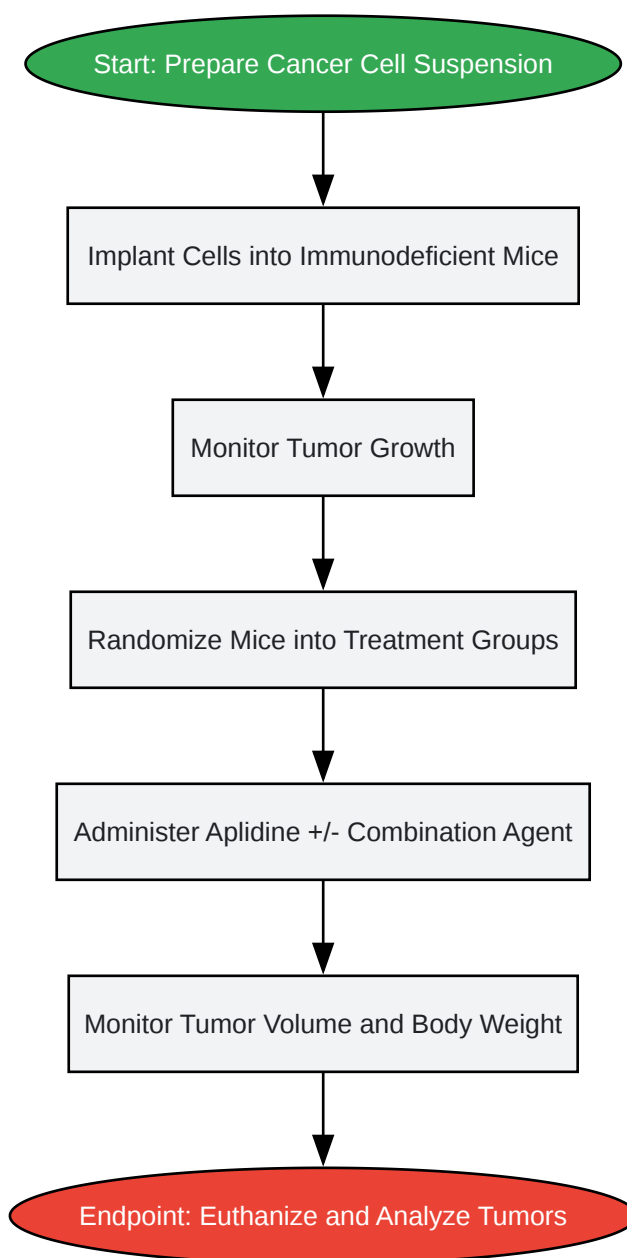 Start: Prepare Cancer Cell Suspension
Implant Cells into Immunodeficient Mice
Monitor Tumor Growth
Randomize Mice into Treatment Groups
Administer Aplidine +/- Combination Agent
Monitor Tumor Volume and Body Weight
Endpoint: Euthanize and Analyze Tumors